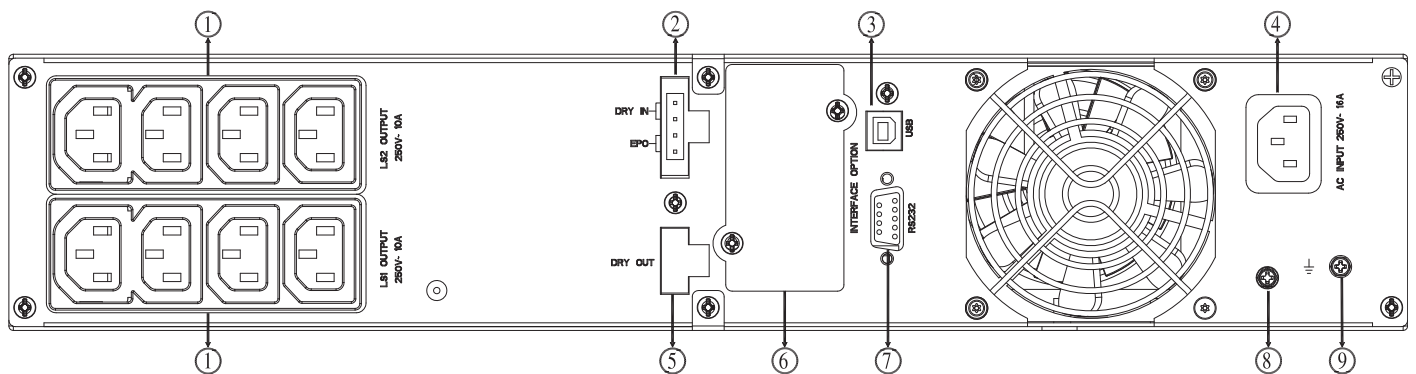 1
2
3
4
LS2 OUTPUT
250V- 10A
DRY IN
EPO
USB
AC INPUT 250V- 16A
INTERFACE OPTION
RS232
LS1 OUTPUT
250V- 10A
DRY OUT
1
5
6
7
8
9